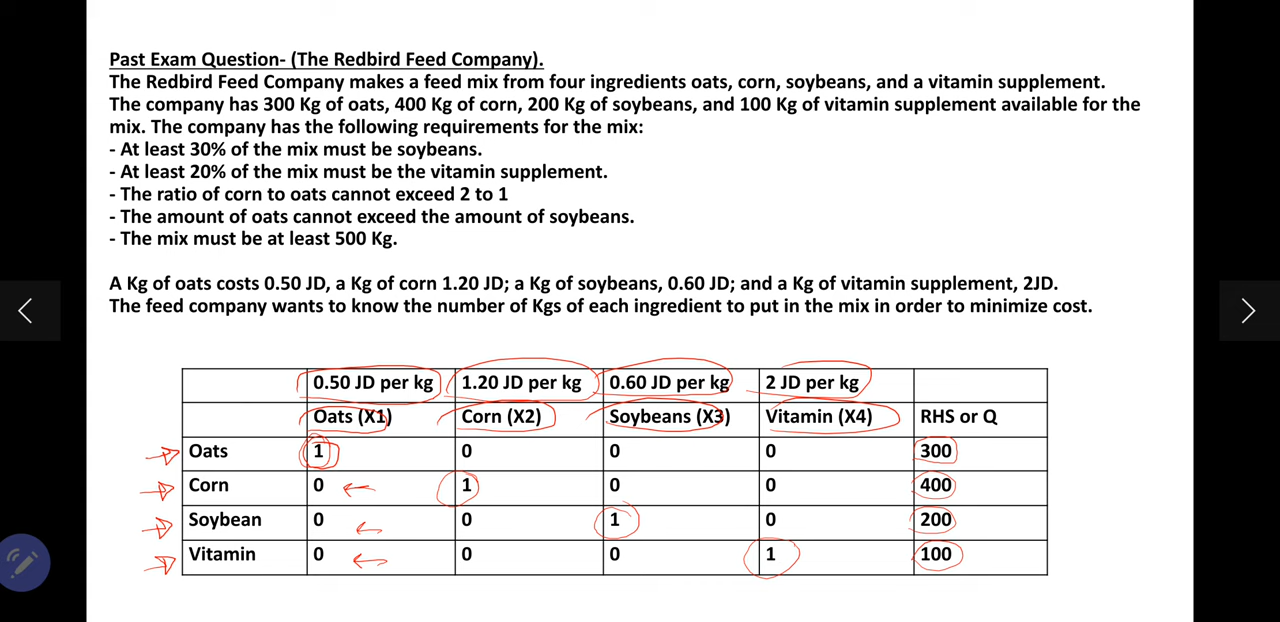 Past Exam Question- (The Redbird Feed Company).
The Redbird Feed Company makes a feed mix from four ingredients oats, corn, soybeans, and a vitamin supplement.
The company has 300 Kg of oats, 400 Kg of corn, 200 Kg of soybeans, and 100 Kg of vitamin supplement available for the
mix. The company has the following requirements for the mix:
- At least 30% of the mix must be soybeans.
- At least 20% of the mix must be the vitamin supplement.
- The ratio of corn to oats cannot exceed 2 to 1
- The amount of oats cannot exceed the amount of soybeans.
- The mix must be at least 500 Kg.
A Kg of oats costs 0.50 JD, a Kg of corn 1.20 JD; a Kg of soybeans, 0.60 JD; and a Kg of vitamin supplement, 2JD.
The feed company wants to know the number of Kgs of each ingredient to put in the mix in order to minimize cost.
0.50 JD per kg 1.20 JD per kg 0.60 JD per kg 2 JD per kg
Oats (X1) Corn (X2) Soybeans (X3) Vitamin (X4) RHS or Q
Oats 1 0 0 0 300
Corn 0 1 0 0 400
Soybean 0 0 1 0 200
Vitamin 0 0 0 1 100